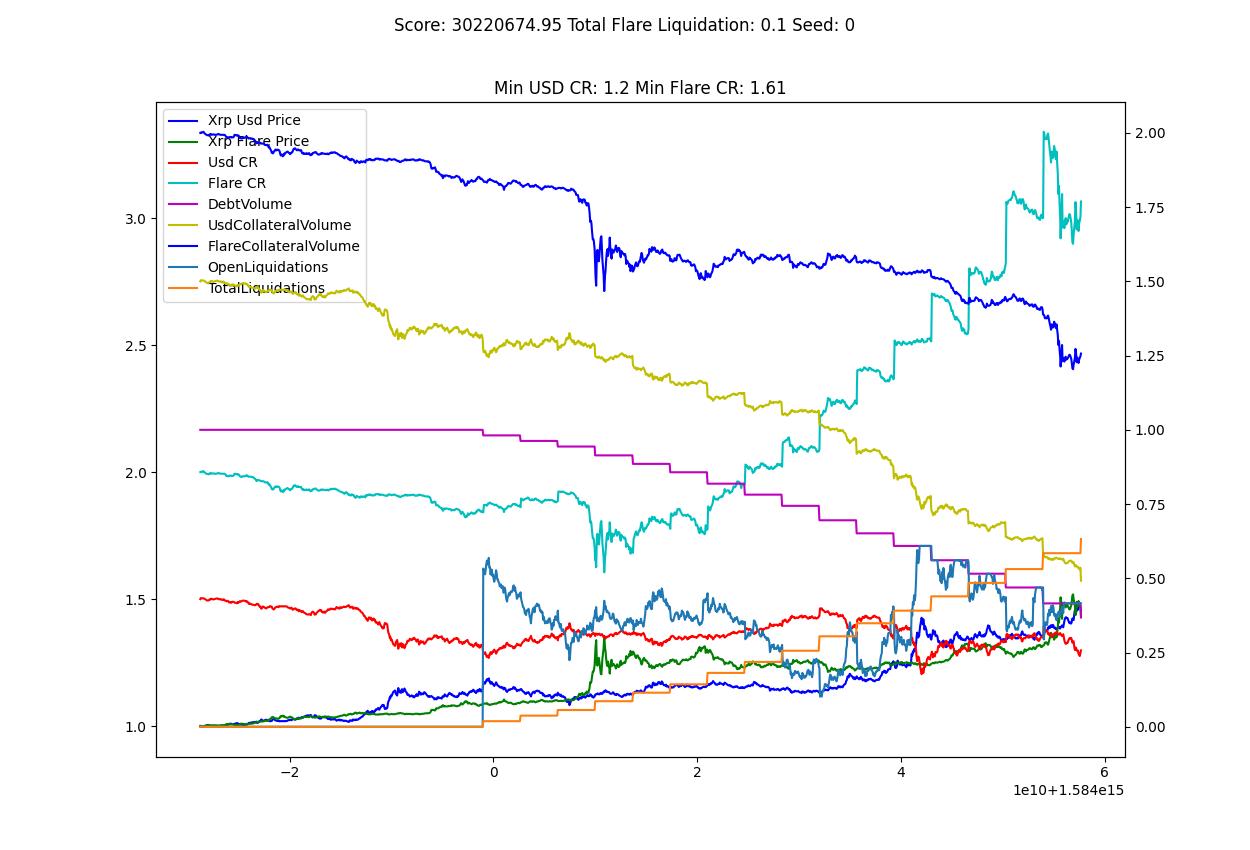 Score: 30220674.95 Total Flare Liquidation: 0.1 Seed: 0
Min USD CR: 1.2 Min Flare CR: 1.61
Xrp Usd Price
Xrp Flare Price
Usd CR
Flare CR
DebtVolume
UsdCollateralVolume
FlareCollateralVolume
OpenLiquidations
TotalLiquidations
3.0
2.5
2.0
1.5
1.0
2.00
1.75
1.50
1.25
1.00
0.75
0.50
0.25
0.00
−2
0
2
4
6
1e10+1.584e15